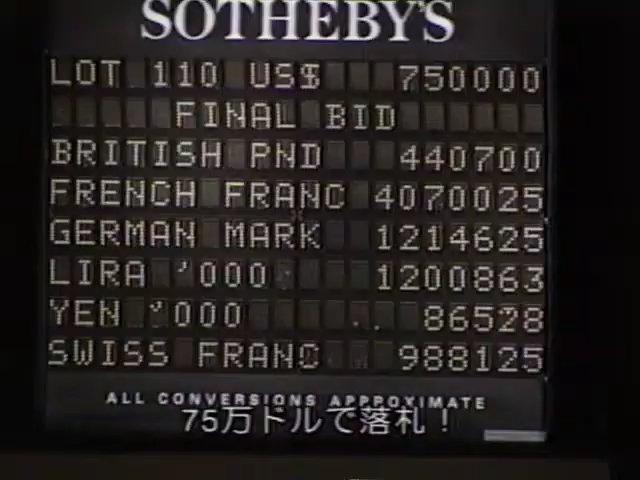 SOTHEBY'S
LOT 110 US$ 750000
FINAL BID
BRITISH PND 440700
FRENCH FRANC 4070025
GERMAN MARK 1214625
LIRA '000 1200863
YEN '000 86528
SWISS FRANC 988125
ALL CONVERSIONS APPROXIMATE
75万ドルで落札!